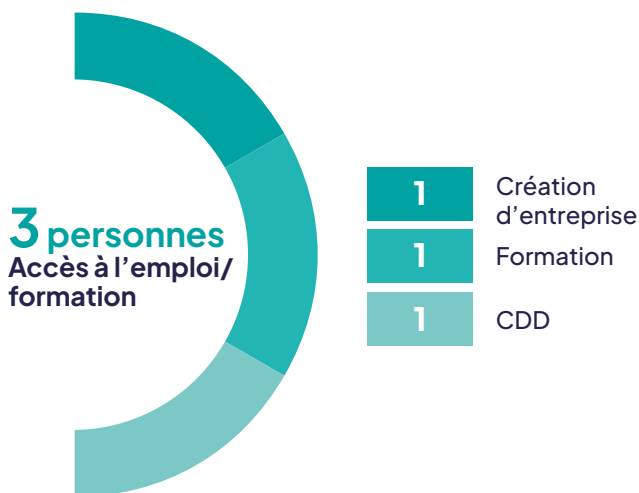 3 personnes
Accès à l’emploi/
formation
1
Création
d’entreprise
1
Formation
1
CDD